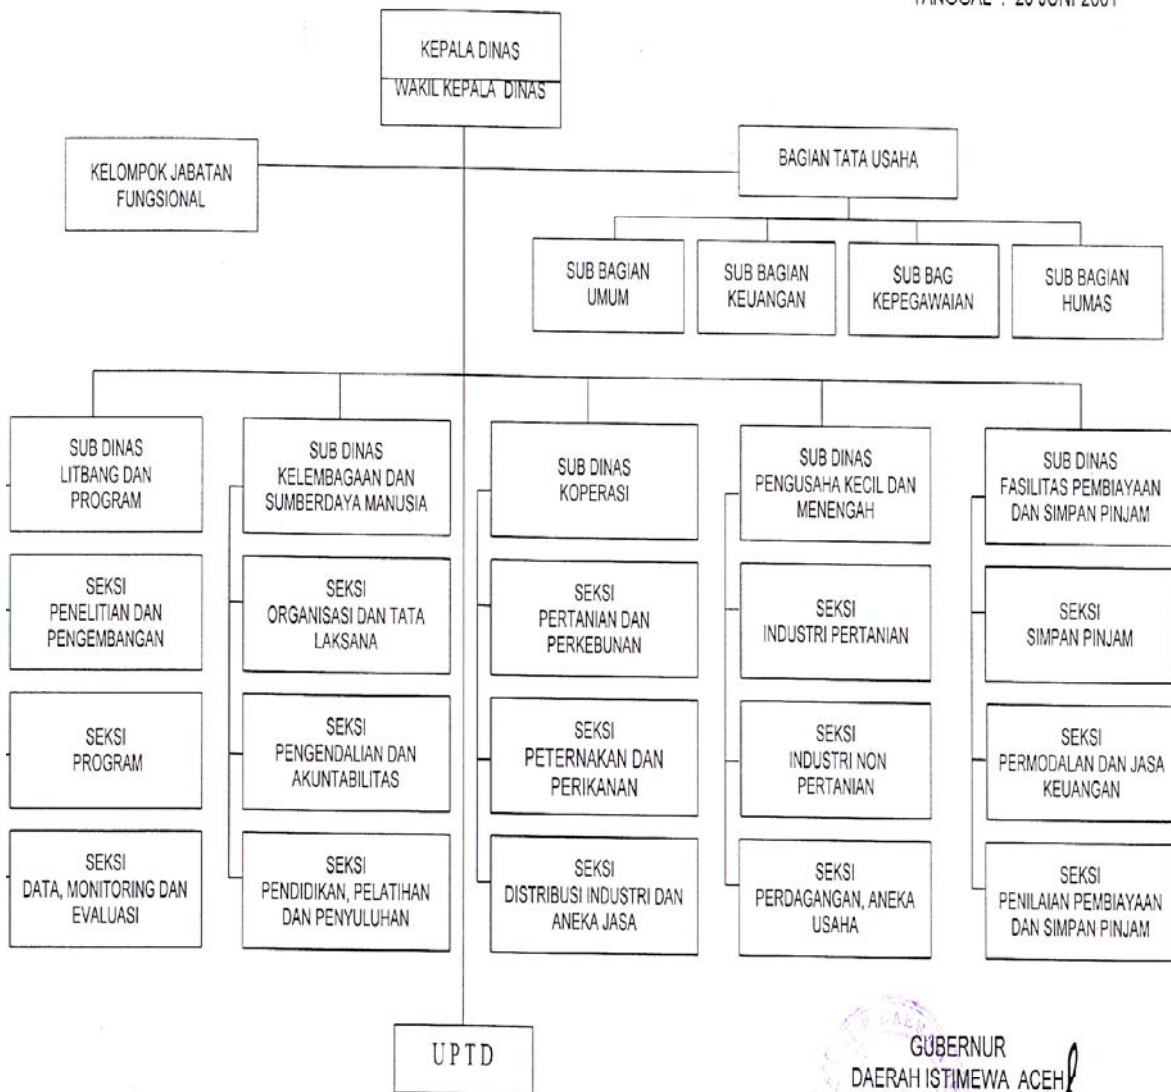 TANGGAL : 20 JUNI 2001
KEPALA DINAS
WAKIL KEPALA DINAS
KELOMPOK JABATAN
FUNGSIONAL
BAGIAN TATA USAHA
SUB BAGIAN
UMUM
SUB BAGIAN
KEUANGAN
SUB BAG
KEPEGAWAIAN
SUB BAGIAN
HUMAS
SUB DINAS
LITBANG DAN
PROGRAM
SUB DINAS
KELEMBAGAAN DAN
SUMBERDAYA MANUSIA
SUB DINAS
KOPERASI
SUB DINAS
PENGUSAHA KECIL DAN
MENENGAH
SUB DINAS
FASILITAS PEMBIAYAAN
DAN SIMPAN PINJAM
SEKSI
PENELITIAN DAN
PENGEMBANGAN
SEKSI
ORGANISASI DAN TATA
LAKSANA
SEKSI
PERTANIAN DAN
PERKEBUNAN
SEKSI
INDUSTRI PERTANIAN
SEKSI
SIMPAN PINJAM
SEKSI
PROGRAM
SEKSI
PENGENDALIAN DAN
AKUNTABILITAS
SEKSI
PETERNAKAN DAN
PERIKANAN
SEKSI
INDUSTRI NON
PERTANIAN
SEKSI
PERMODALAN DAN JASA
KEUANGAN
SEKSI
DATA, MONITORING DAN
EVALUASI
SEKSI
PENDIDIKAN, PELATIHAN
DAN PENYULUHAN
SEKSI
DISTRIBUSI INDUSTRI DAN
ANEKA JASA
SEKSI
PERDAGANGAN, ANEKA
USAHA
SEKSI
PENILAIAN PEMBIAYAAN
DAN SIMPAN PINJAM
UPTD
GUBERNUR
DAERAH ISTIMEWA ACEH